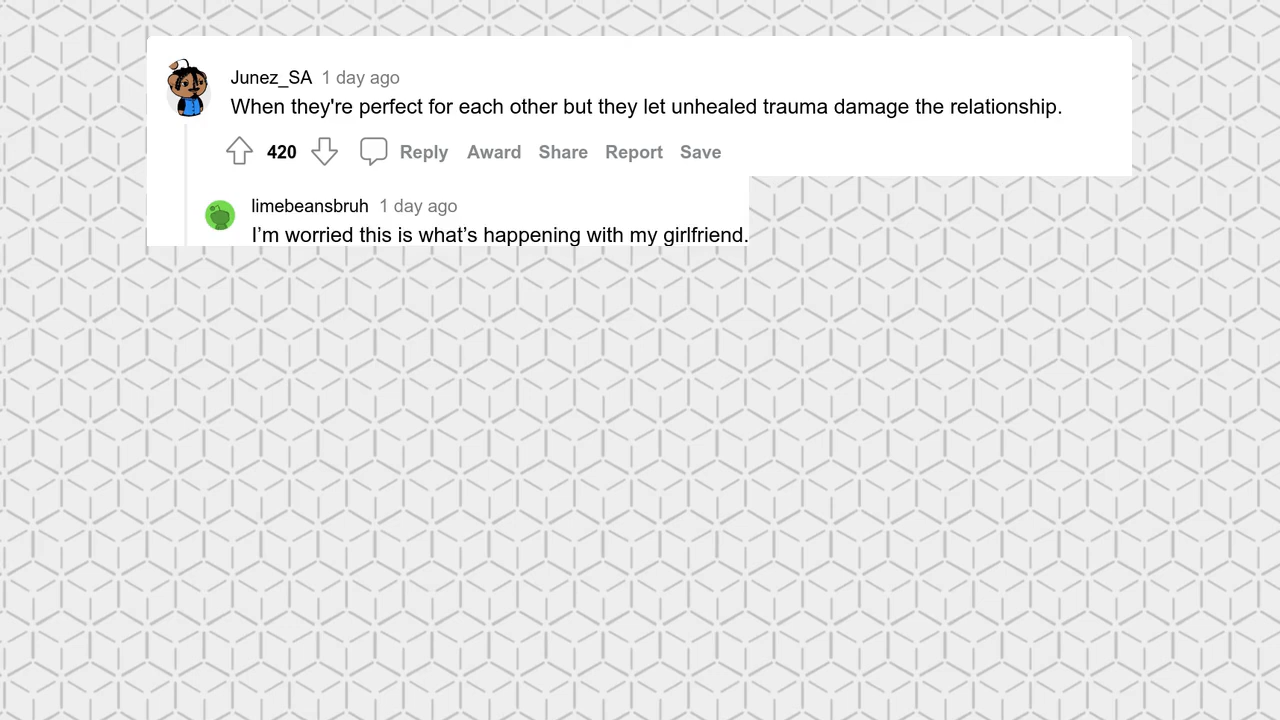 Junez_SA 1 day ago
When they're perfect for each other but they let unhealed trauma damage the relationship.
420 Reply Award Share Report Save
limebeansbruh 1 day ago
I’m worried this is what’s happening with my girlfriend.